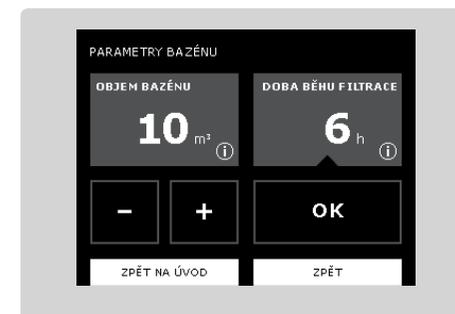 PARAMETRY BAZÉNU
OBJEM BAZÉNU
10 m³
i
DOBA BĚHU FILTRACE
6 h
i
- +
OK
ZPĚT NA ÚVOD
ZPĚT